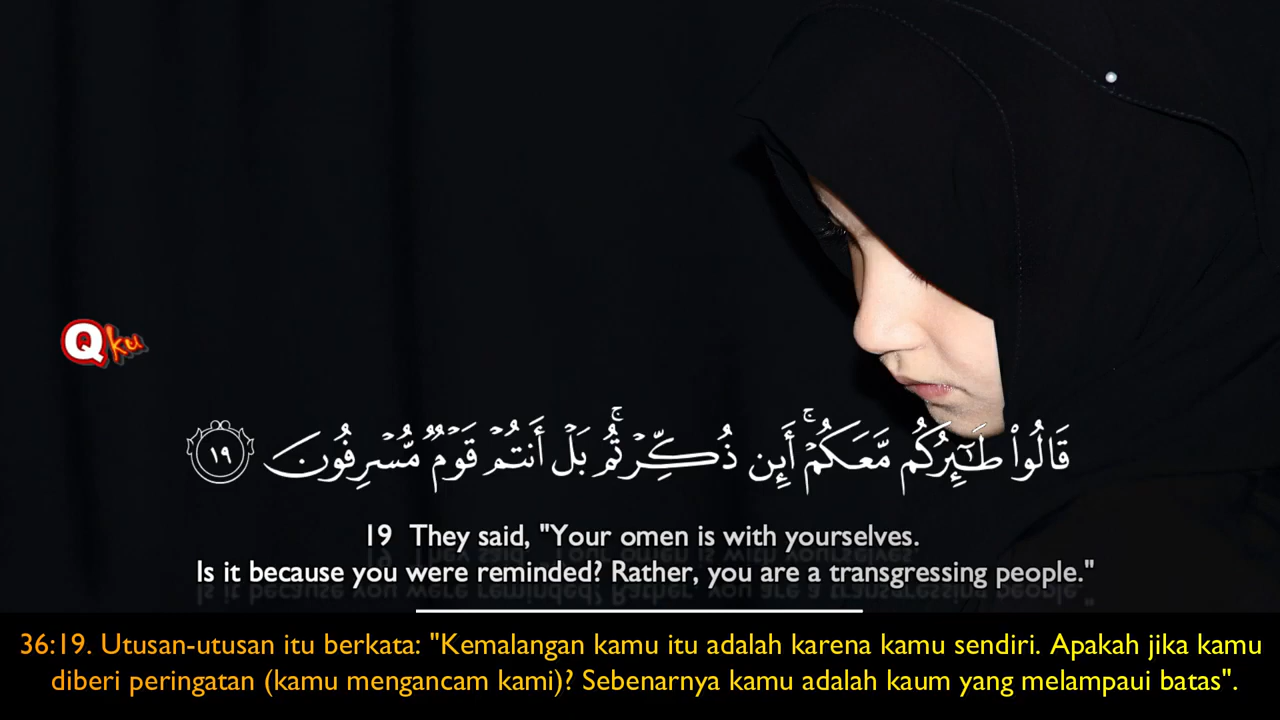 Qku
قَالُوا۟ طَـٰٓئِرُكُم مَّعَكُمْ ۚ أَئِن ذُكِّرْتُم ۚ بَلْ أَنتُمْ قَوْمٌ مُّسْرِفُونَ ١٩
19 They said, "Your omen is with yourselves.
Is it because you were reminded? Rather, you are a transgressing people."
36:19. Utusan-utusan itu berkata: "Kemalangan kamu itu adalah karena kamu sendiri. Apakah jika kamu
diberi peringatan (kamu mengancam kami)? Sebenarnya kamu adalah kaum yang melampaui batas".